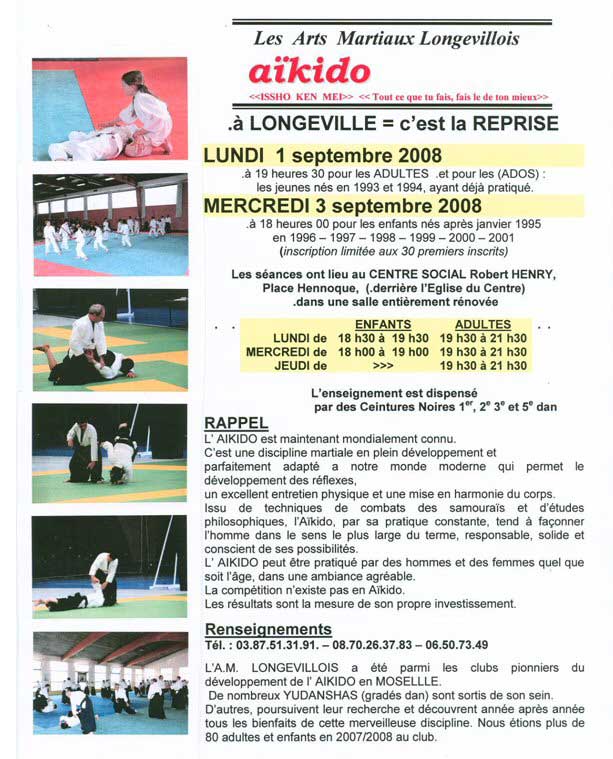 Les Arts Martiaux Longevillois
aïkido
<<ISSHO KEN MEI>> << Tout ce que tu fais, fais le de ton mieux>>
.à LONGEVILLE = c'est la REPRISE
LUNDI 1 septembre 2008
.à 19 heures 30 pour les ADULTES .et pour les (ADOS) :
les jeunes nés en 1993 et 1994, ayant déjà pratiqué.
MERCREDI 3 septembre 2008
.à 18 heures 00 pour les enfants nés après janvier 1995
en 1996 – 1997 – 1998 – 1999 – 2000 – 2001
(inscription limitée aux 30 premiers inscrits)
Les séances ont lieu au CENTRE SOCIAL Robert HENRY,
Place Hennoque, (.derrière l'Eglise du Centre)
.dans une salle entièrement rénovée
. . ENFANTS ADULTES . .
LUNDI de 18 h30 à 19 h30 19 h30 à 21 h30
MERCREDI de 18 h00 à 19 h00 19 h30 à 21 h30
JEUDI de >>> 19 h30 à 21 h30
L'enseignement est dispensé
par des Ceintures Noires 1er, 2e 3e et 5e dan
RAPPEL
L' AIKIDO est maintenant mondialement connu.
C'est une discipline martiale en plein développement et
parfaitement adapté a notre monde moderne qui permet le
développement des réflexes,
un excellent entretien physique et une mise en harmonie du corps.
Issu de techniques de combats des samouraïs et d'études
philosophiques, l'Aïkido, par sa pratique constante, tend à façonner
l'homme dans le sens le plus large du terme, responsable, solide et
conscient de ses possibilités.
L' AIKIDO peut être pratiqué par des hommes et des femmes quel que
soit l'âge, dans une ambiance agréable.
La compétition n'existe pas en Aïkido.
Les résultats sont la mesure de son propre investissement.
Renseignements
Tél. : 03.87.51.31.91. – 08.70.26.37.83 – 06.50.73.49
L'A.M. LONGEVILLOIS a été parmi les clubs pionniers du
développement de l' AIKIDO en MOSELLLE.
De nombreux YUDANSHAS (gradés dan) sont sortis de son sein.
D'autres, poursuivent leur recherche et découvrent année après année
tous les bienfaits de cette merveilleuse discipline. Nous étions plus de
80 adultes et enfants en 2007/2008 au club.